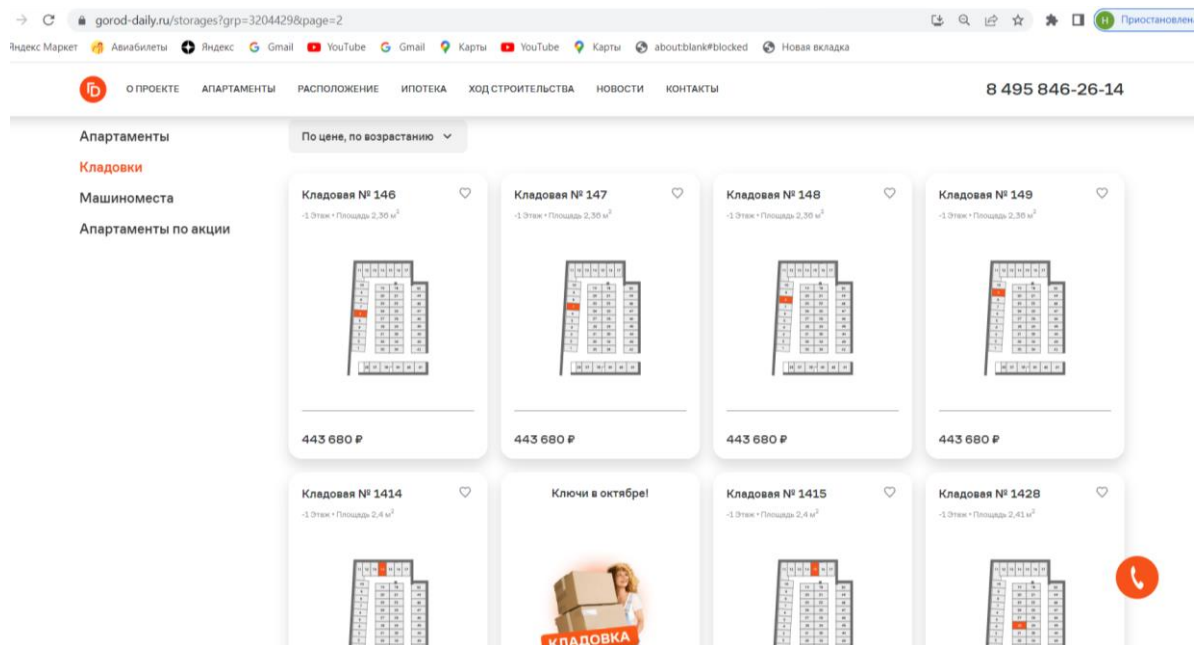 gorod-daily.ru/storages?grp=3204429&page=2
Н Приостановлена
Яндекс Маркет Авиабилеты Яндекс Gmail YouTube Gmail Карты YouTube Карты about:blank#blocked Новая вкладка
О ПРОЕКТЕ АПАРТАМЕНТЫ РАСПОЛОЖЕНИЕ ИПОТЕКА ХОД СТРОИТЕЛЬСТВА НОВОСТИ КОНТАКТЫ 8 495 846-26-14
Апартаменты
Кладовки
Машиноместа
Апартаменты по акции
По цене, по возрастанию
Кладовая № 146
-1 Этаж • Площадь 2,36 м²
443 680 ₽
Кладовая № 147
-1 Этаж • Площадь 2,36 м²
443 680 ₽
Кладовая № 148
-1 Этаж • Площадь 2,36 м²
443 680 ₽
Кладовая № 149
-1 Этаж • Площадь 2,36 м²
443 680 ₽
Кладовая № 1414
-1 Этаж • Площадь 2,4 м²
Ключи в октябре!
КЛАДОВКА
Кладовая № 1415
-1 Этаж • Площадь 2,4 м²
Кладовая № 1428
-1 Этаж • Площадь 2,41 м²